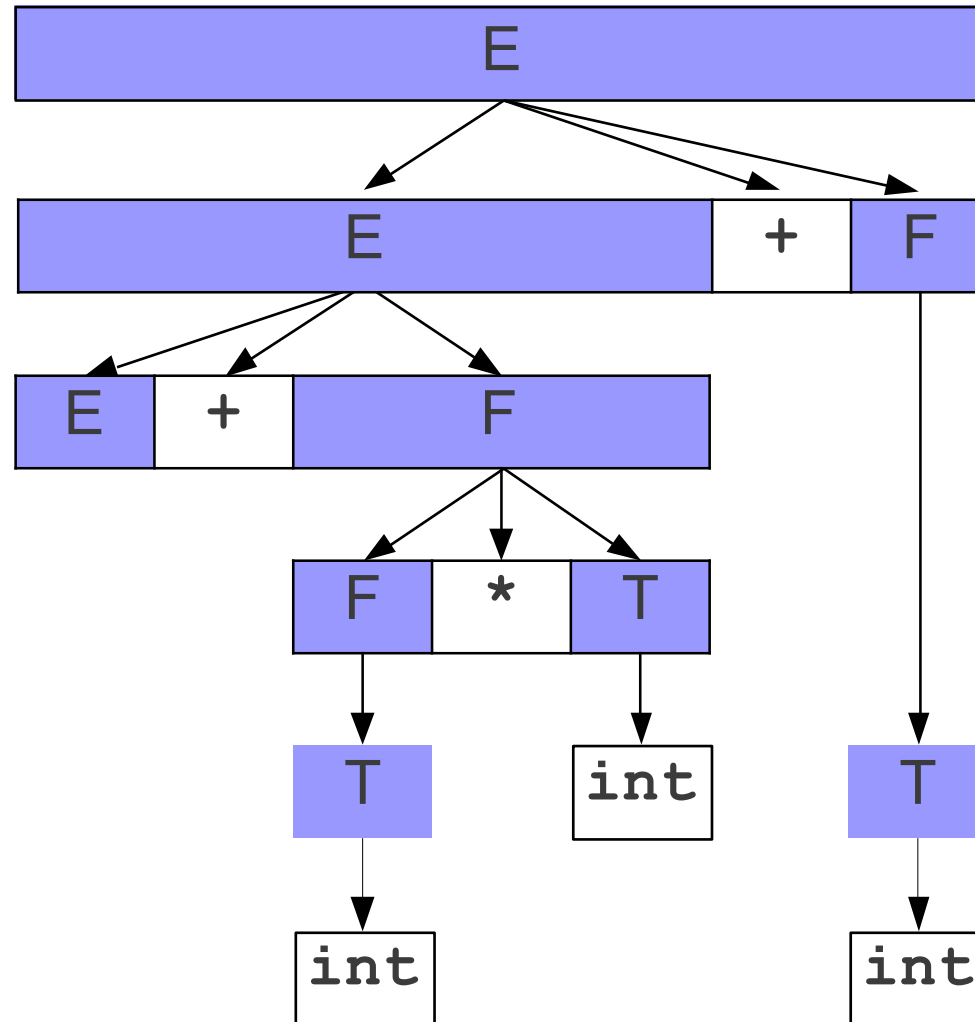 E
E + F
E + F
F * T
T int T
int int